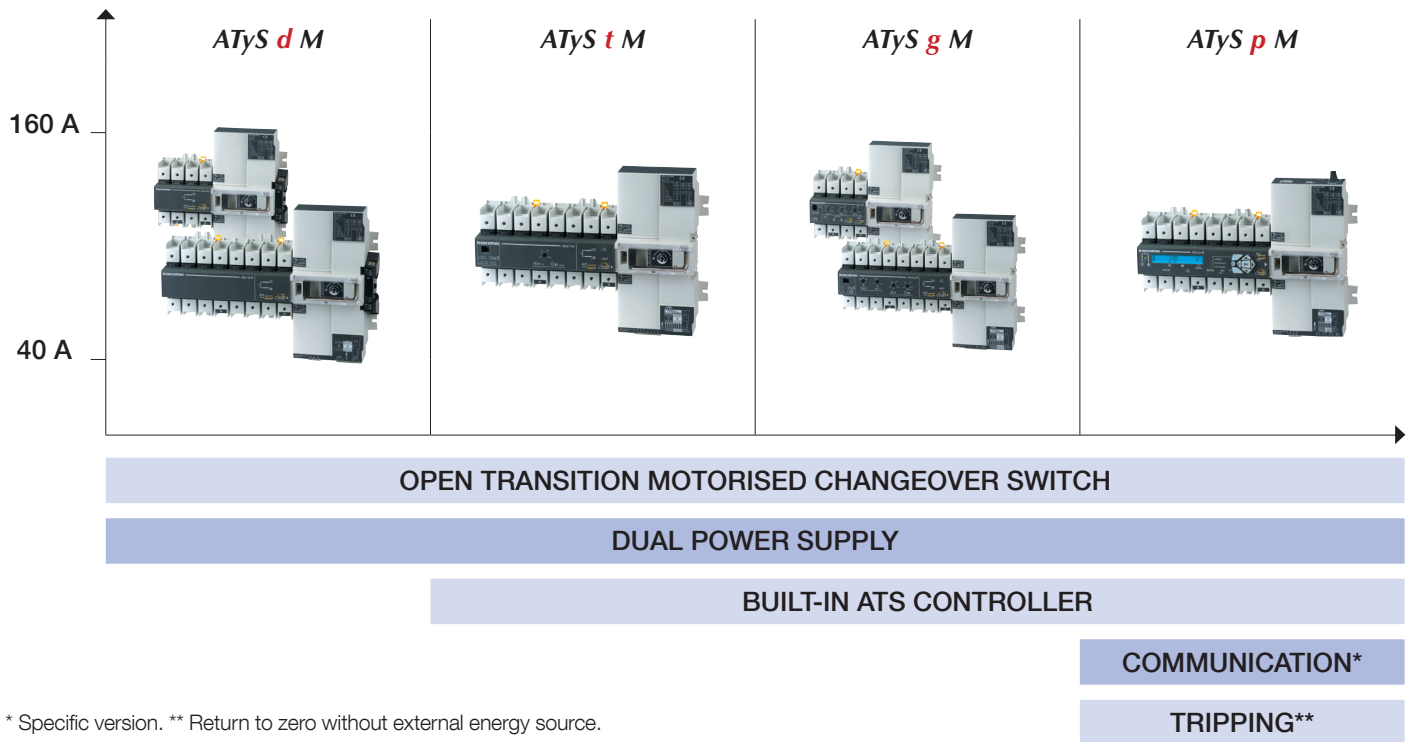 ATyS d M
ATyS t M
ATyS g M
ATyS p M
160 A
40 A
OPEN TRANSITION MOTORISED CHANGEOVER SWITCH
DUAL POWER SUPPLY
BUILT-IN ATS CONTROLLER
COMMUNICATION*
TRIPPING**
* Specific version. ** Return to zero without external energy source.